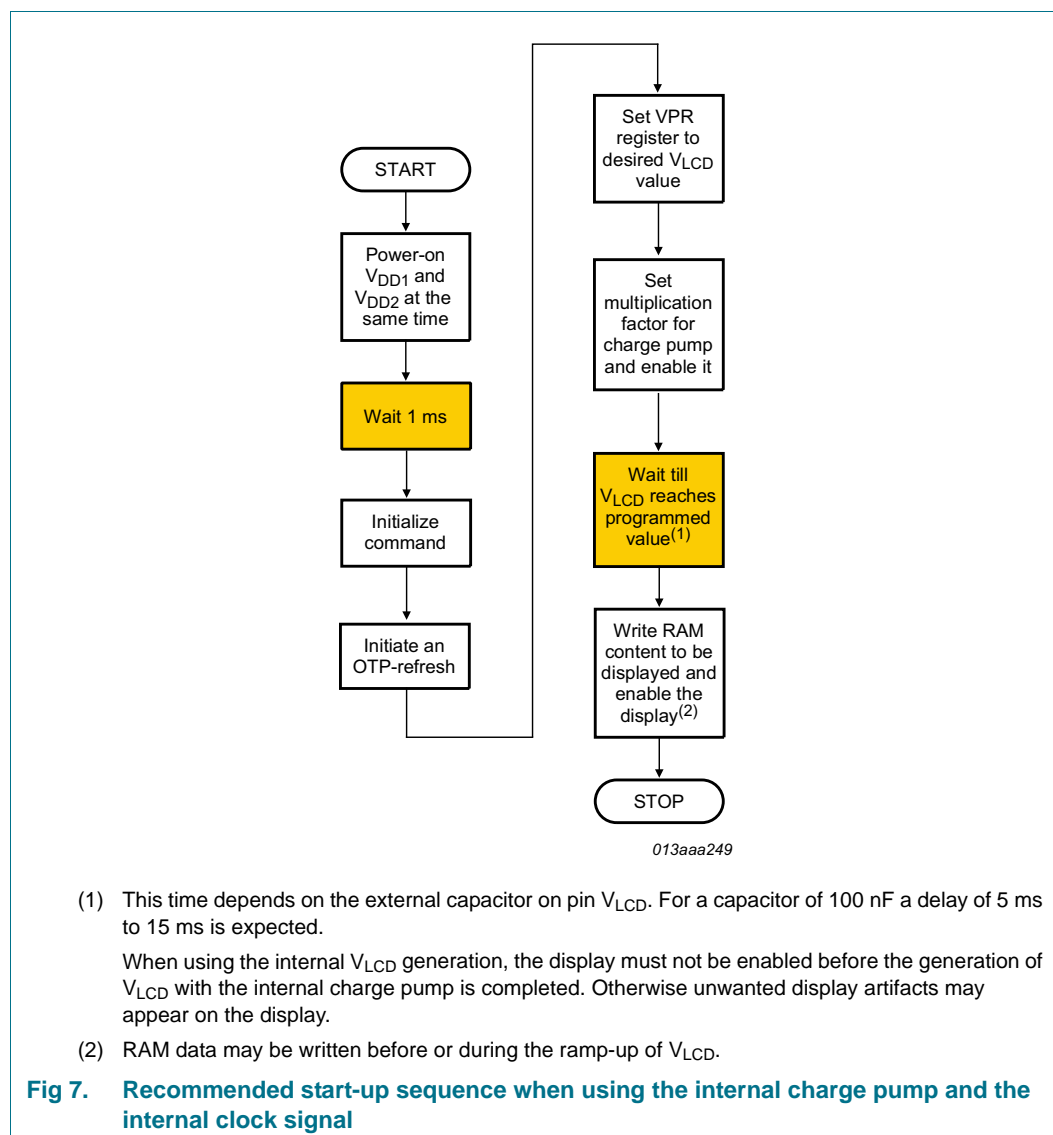 START
Power-on
VDD1 and
VDD2 at the
same time
Wait 1 ms
Initialize
command
Initiate an
OTP-refresh
Set VPR
register to
desired VLCD
value
Set
multiplication
factor for
charge pump
and enable it
Wait till
VLCD reaches
programmed
value(1)
Write RAM
content to be
displayed and
enable the
display(2)
STOP
013aaa249
(1) This time depends on the external capacitor on pin VLCD. For a capacitor of 100 nF a delay of 5 ms
to 15 ms is expected.
When using the internal VLCD generation, the display must not be enabled before the generation of
VLCD with the internal charge pump is completed. Otherwise unwanted display artifacts may
appear on the display.
(2) RAM data may be written before or during the ramp-up of VLCD.
Fig 7. Recommended start-up sequence when using the internal charge pump and the
internal clock signal